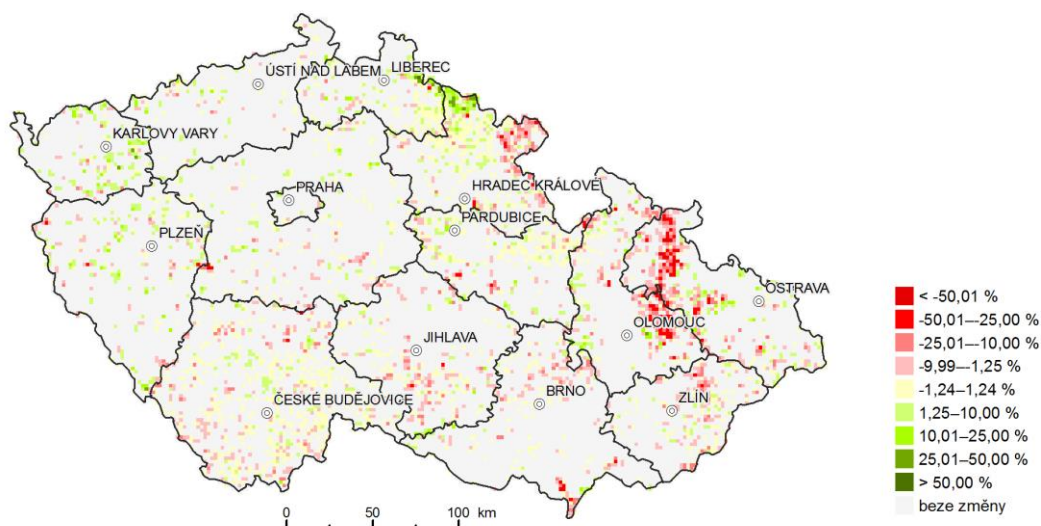 ÚSTÍ NAD LABEM
LIBEREC
KARLOVY VARY
PRAHA
HRADEC KRÁLOVÉ
PARDUBICE
PLZEŇ
OSTRAVA
OLOMOUC
JIHLAVA
BRNO
ZLÍN
ČESKÉ BUDĚJOVICE
< -50,01 %
-50,01–-25,00 %
-25,01–-10,00 %
-9,99–-1,25 %
-1,24–1,24 %
1,25–10,00 %
10,01–25,00 %
25,01–50,00 %
> 50,00 %
beze změny
0 50 100 km